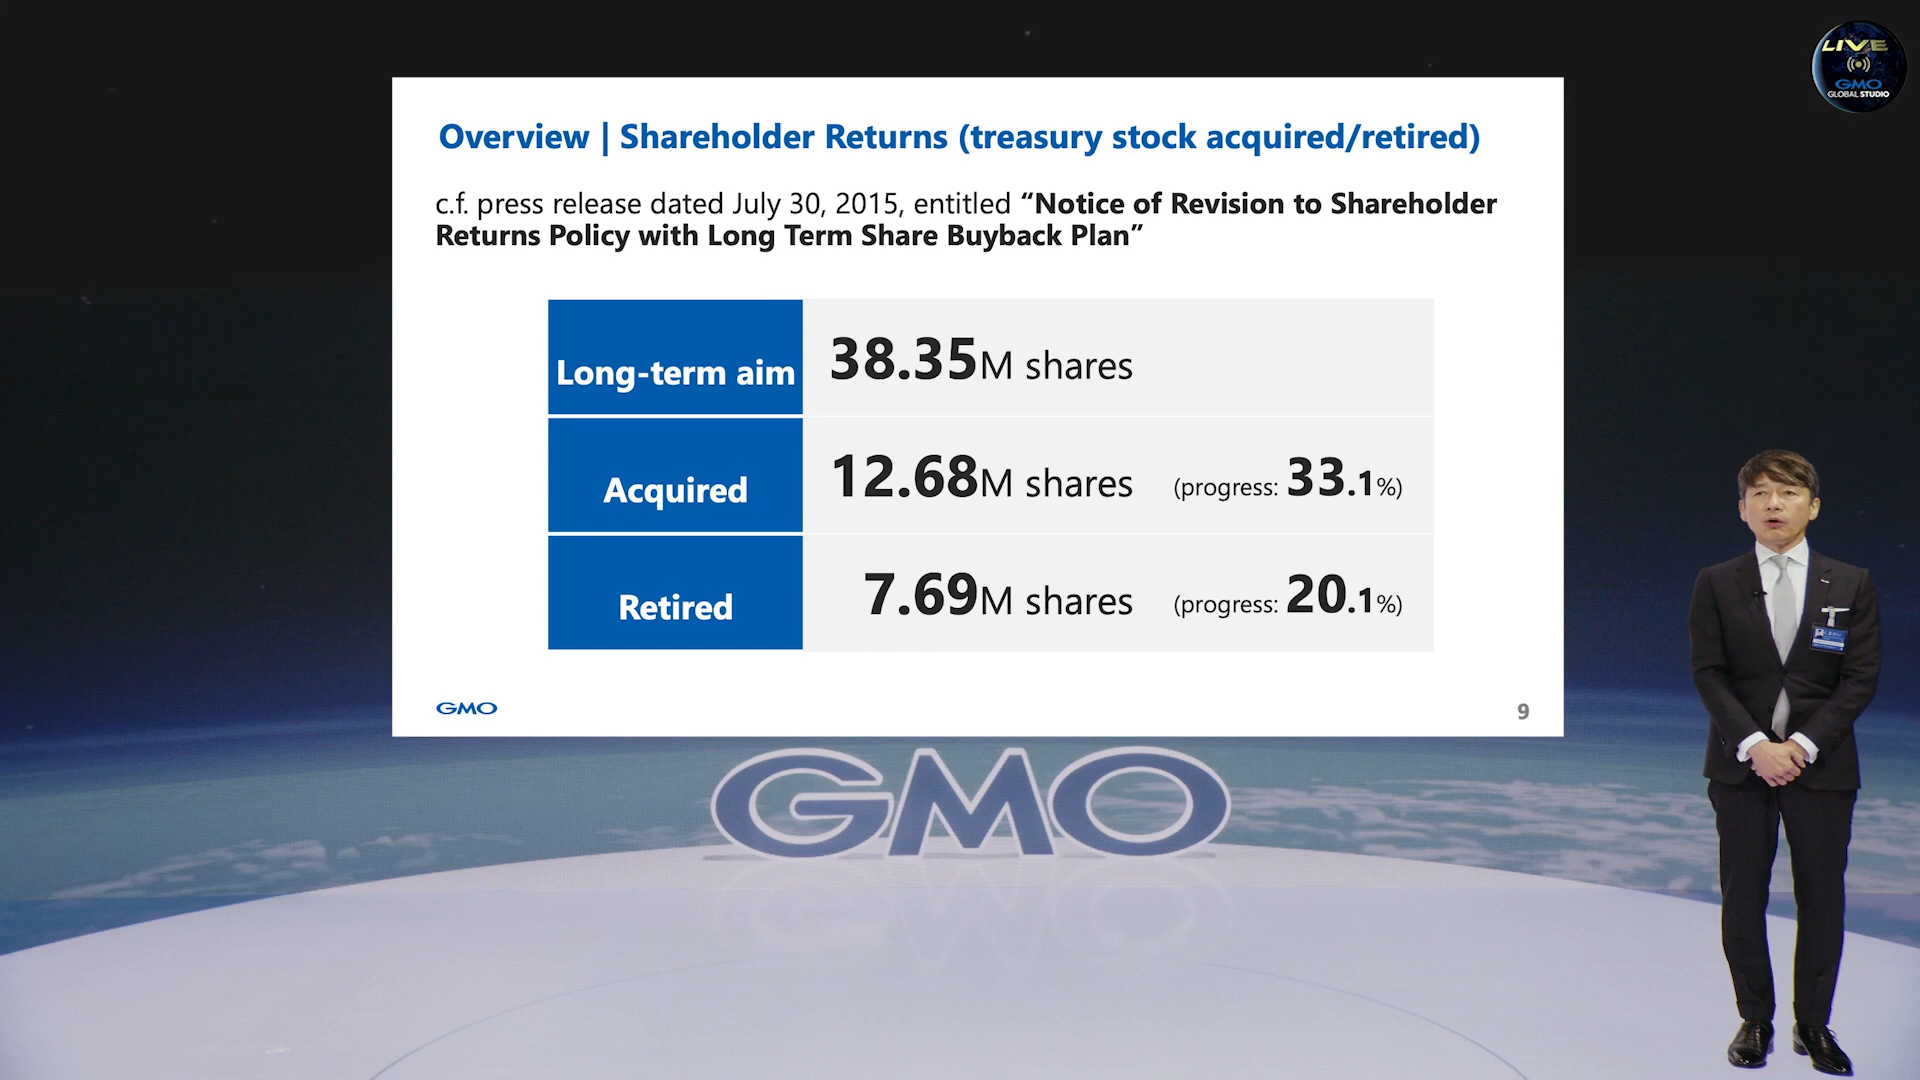 LIVE
GMO
GLOBAL STUDIO
Overview | Shareholder Returns (treasury stock acquired/retired)
c.f. press release dated July 30, 2015, entitled “Notice of Revision to Shareholder
Returns Policy with Long Term Share Buyback Plan”
Long-term aim 38.35M shares
Acquired 12.68M shares (progress: 33.1%)
Retired 7.69M shares (progress: 20.1%)
GMO
9
GMO